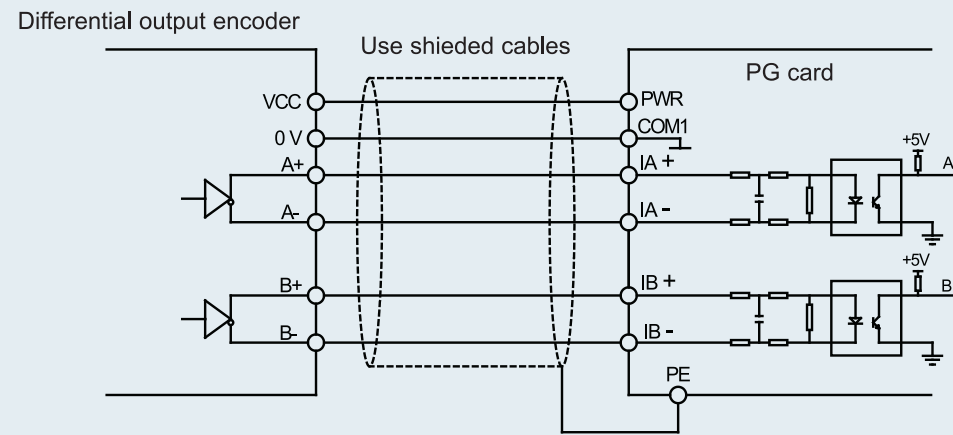 Differential output encoder
Use shieded cables
PG card
VCC
PWR
0 V
COM1
A+
IA +
+5V
A
A-
IA -
+5V
B+
IB +
B
B-
IB -
PE